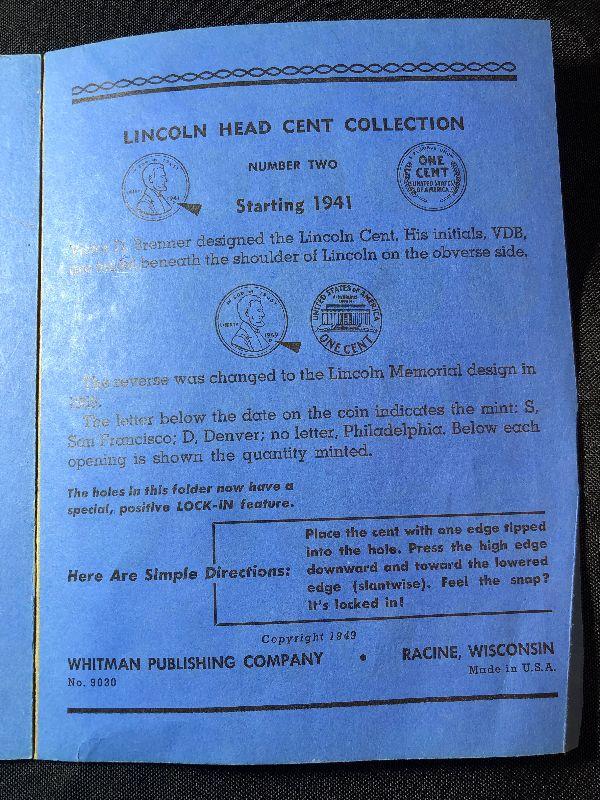 LINCOLN HEAD CENT COLLECTION
NUMBER TWO
Starting 1941
ONE
CENT
UNITED STATES
OF AMERICA
Brenner designed the Lincoln Cent. His initials, VDB,
beneath the shoulder of Lincoln on the obverse side.
LIBERTY
1960
UNITED STATES OF AMERICA
ONE CENT
The reverse was changed to the Lincoln Memorial design in
The letter below the date on the coin indicates the mint: S,
San Francisco; D, Denver; no letter, Philadelphia. Below each
opening is shown the quantity minted.
The holes in this folder now have a
special, positive LOCK-IN feature.
Here Are Simple Directions:
Place the cent with one edge tipped
into the hole. Press the high edge
downward and toward the lowered
edge (slantwise). Feel the snap?
It's locked in!
Copyright 1949
WHITMAN PUBLISHING COMPANY • RACINE, WISCONSIN
No. 9030
Made in U.S.A.